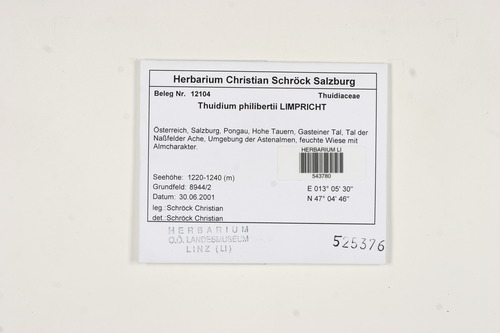 Herbarium Christian Schröck Salzburg
Beleg Nr. 12104 Thuidiaceae
Thuidium philibertii LIMPRICHT
Österreich, Salzburg, Pongau, Hohe Tauern, Gasteiner Tal, Tal der
Naßfelder Ache, Umgebung der Astenalmen, feuchte Wiese mit
Almcharakter.
HERBARIUM LI
543780
Seehöhe: 1220-1240 (m)
Grundfeld: 8944/2 E 013° 05' 30"
Datum: 30.06.2001 N 47° 04' 46"
leg.:Schröck Christian
det.:Schröck Christian
HERBARIUM
O.Ö. LANDESMUSEUM
LINZ (LI)
525376